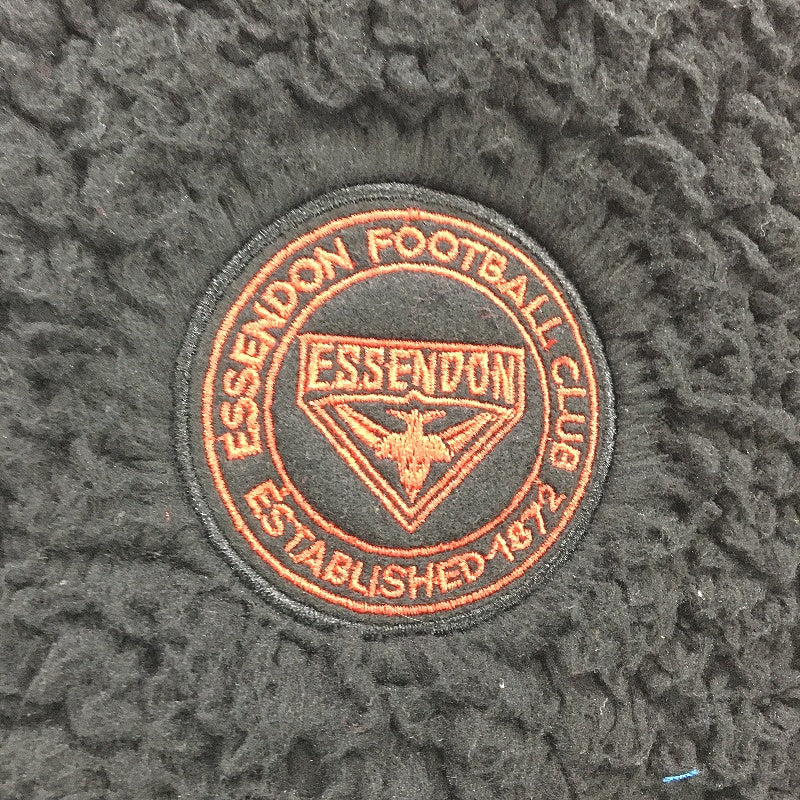 ESSENDON FOOTBALL CLUB
ESSENDON
ESTABLISHED-1872